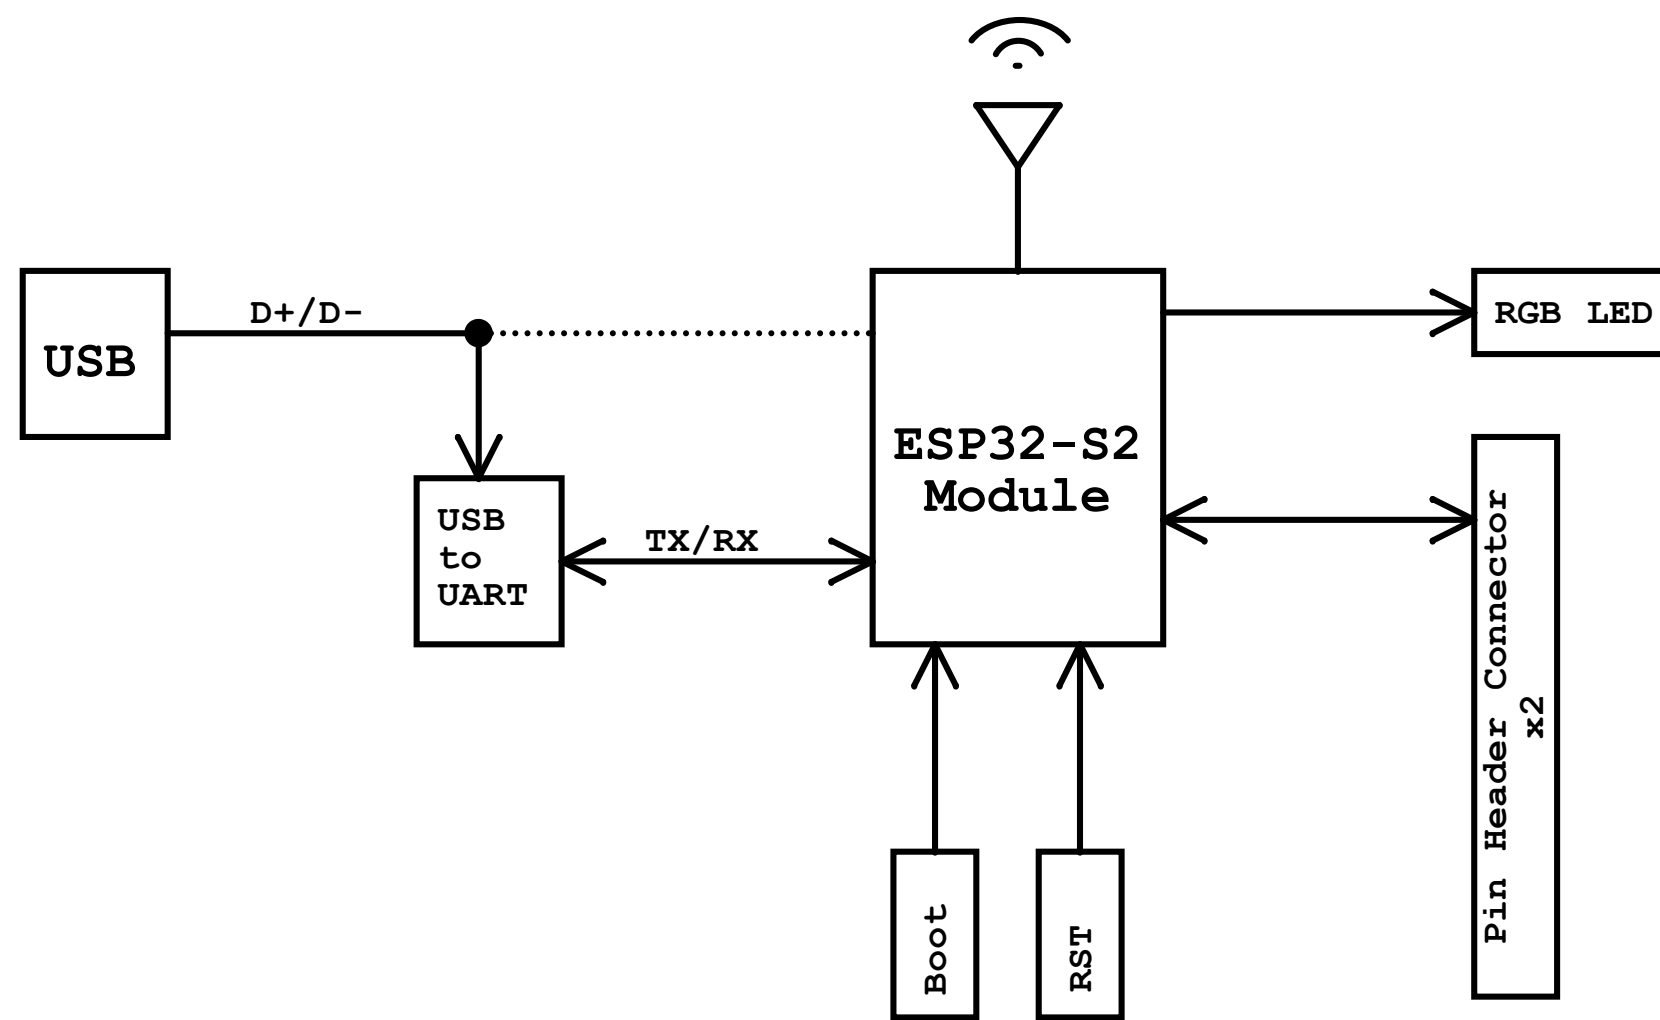 D+/D-
USB
RGB LED
ESP32-S2
Module
USB
to
UART
TX/RX
Pin Header Connector
x2
Boot
RST